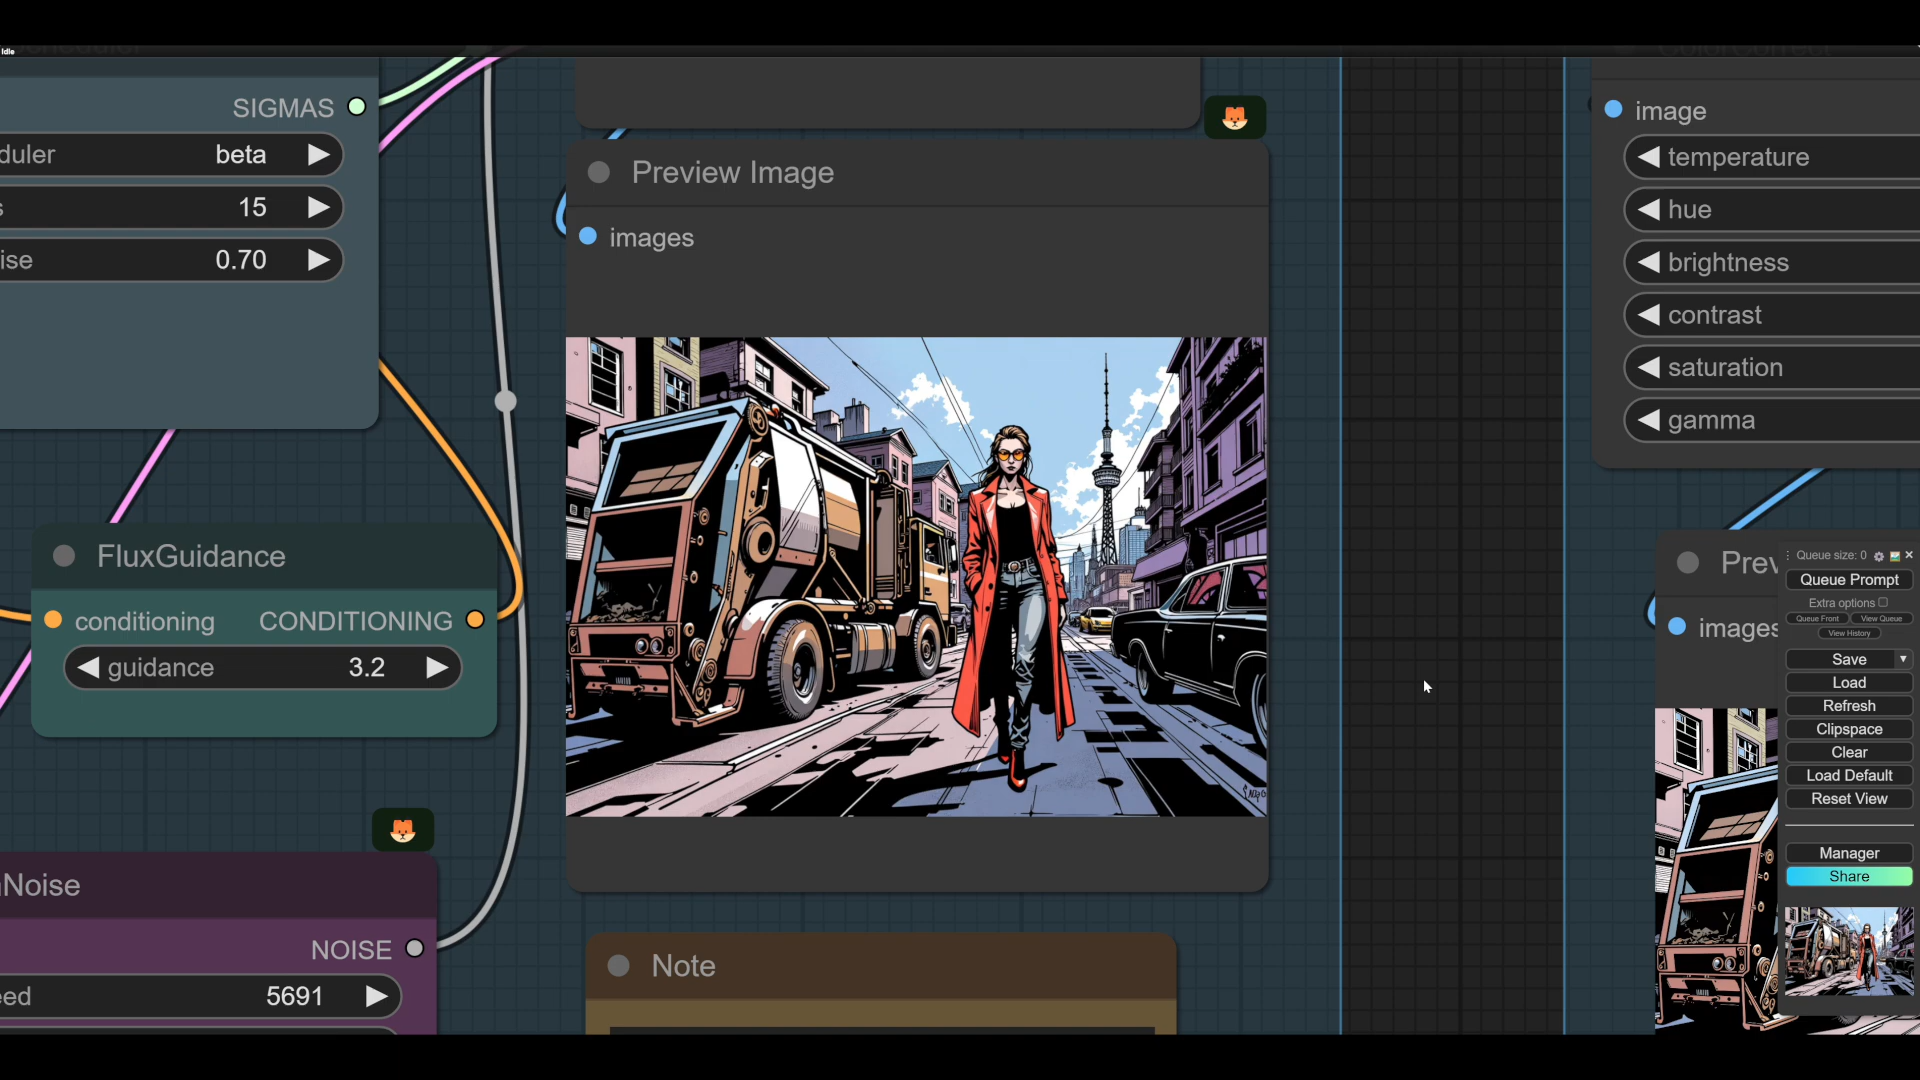 Idle
SIGMAS
duler beta
s 15
ise 0.70
FluxGuidance
conditioning CONDITIONING
guidance 3.2
Noise
NOISE
eed 5691
Preview Image
images
Note
ColorCorrect
image
temperature
hue
brightness
contrast
saturation
gamma
Prev
images
Queue size: 0
Queue Prompt
Extra options
Queue Front View Queue
View History
Save
Load
Refresh
Clipspace
Clear
Load Default
Reset View
Manager
Share